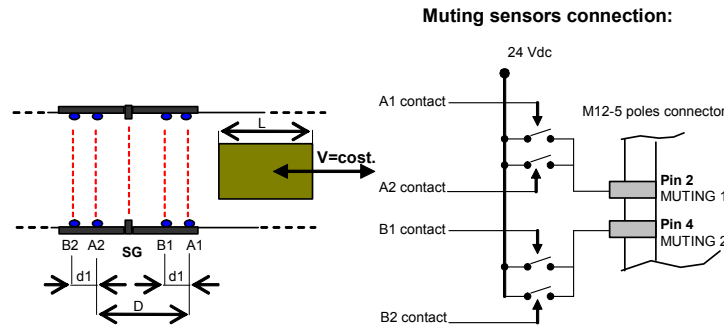 Muting sensors connection:
24 Vdc
A1 contact
M12-5 poles connector
L
V=cost.
A2 contact
Pin 2
MUTING 1
B1 contact
Pin 4
MUTING 2
B2 A2 SG B1 A1
d1 d1
D
B2 contact